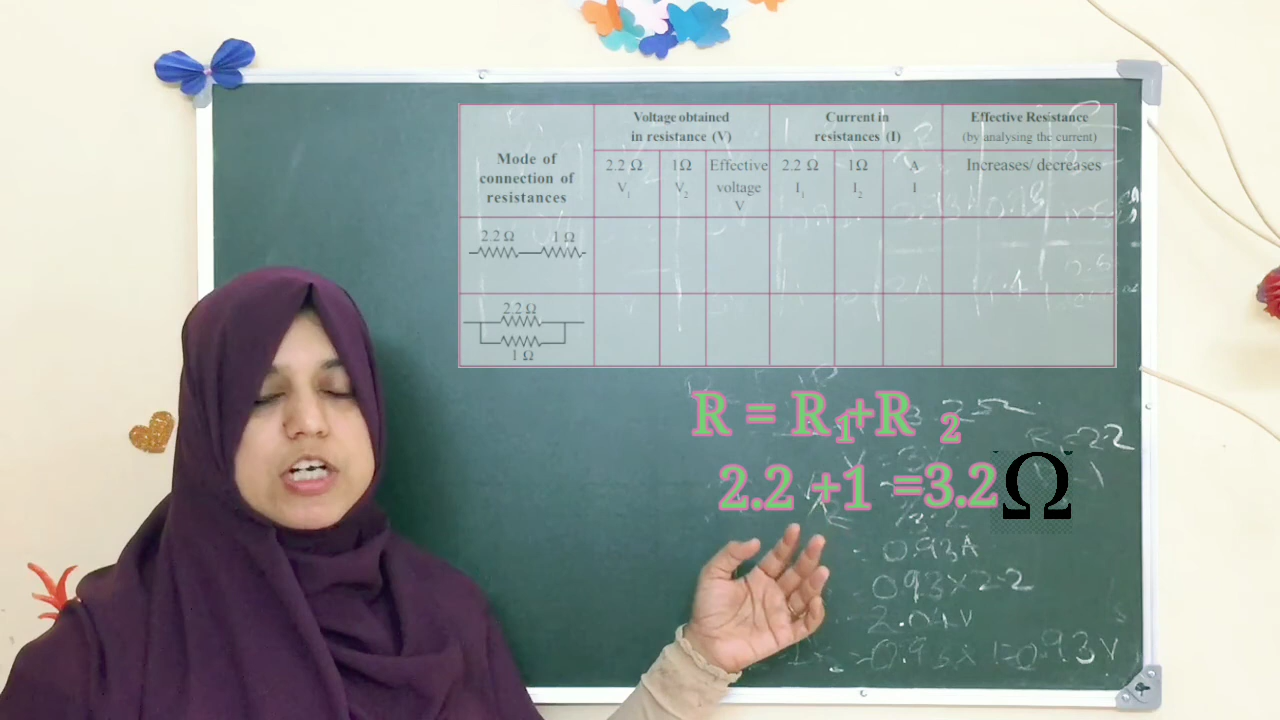 Mode of connection of resistances
Voltage obtained in resistance (V)
Current in resistances (I)
Effective Resistance (by analysing the current)
2.2 Ω V₁
1Ω V₂
Effective voltage V
2.2 Ω I₁
1Ω I₂
A I
Increases/ decreases
2.2 Ω 1 Ω
2.2 Ω
1 Ω
R = R₁+R ₂
2.2 +1 =3.2Ω
0.93A
0.93×2.2
2.04V
0.93×1=0.93V